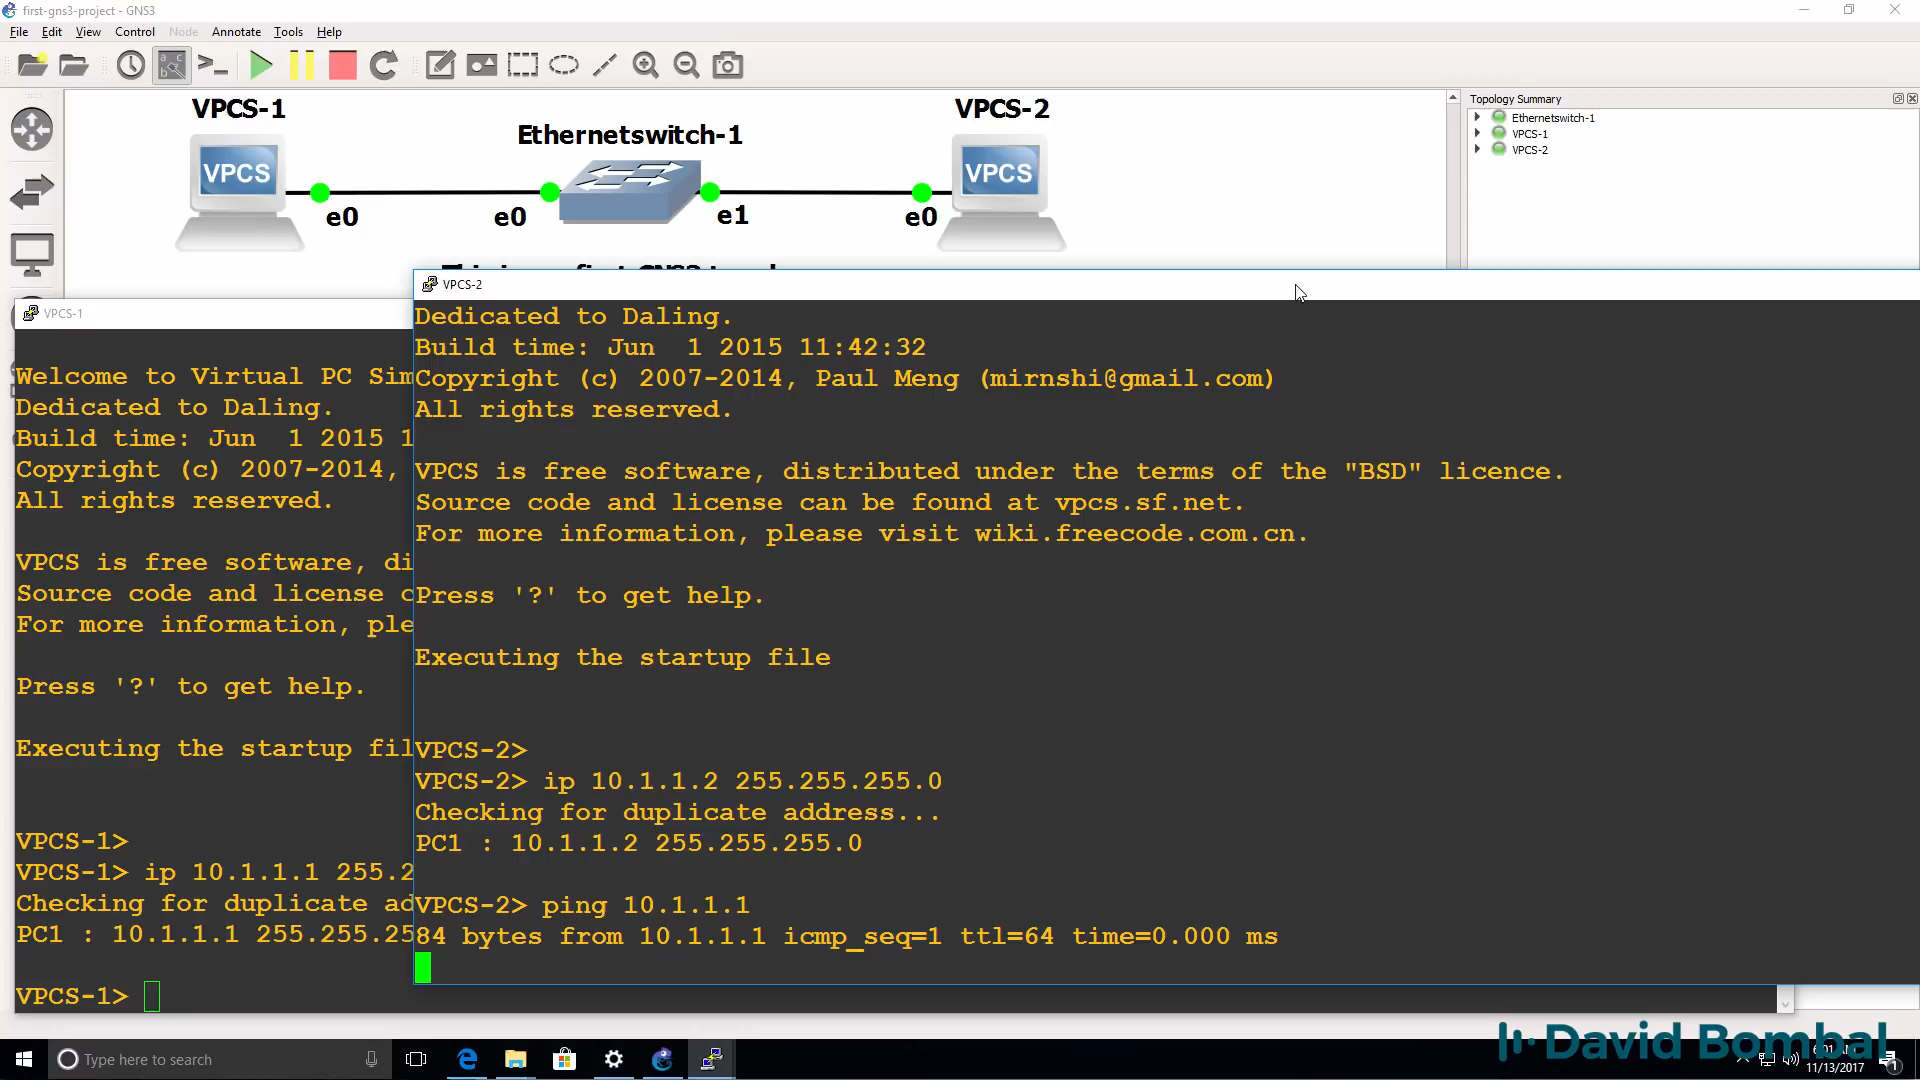 first-gns3-project - GNS3
File Edit View Control Node Annotate Tools Help
VPCS-1
VPCS-2
Ethernetswitch-1
VPCS
VPCS
e0
e0
e1
e0
Topology Summary
Ethernetswitch-1
VPCS-1
VPCS-2
VPCS-1
Welcome to Virtual PC Sim
Dedicated to Daling.
Build time: Jun 1 2015 1
Copyright (c) 2007-2014,
All rights reserved.
VPCS is free software, di
Source code and license c
For more information, ple
Press '?' to get help.
Executing the startup fil
VPCS-1>
VPCS-1> ip 10.1.1.1 255.2
Checking for duplicate ad
PC1 : 10.1.1.1 255.255.25
VPCS-1>
VPCS-2
Dedicated to Daling.
Build time: Jun 1 2015 11:42:32
Copyright (c) 2007-2014, Paul Meng (mirnshi@gmail.com)
All rights reserved.
VPCS is free software, distributed under the terms of the "BSD" licence.
Source code and license can be found at vpcs.sf.net.
For more information, please visit wiki.freecode.com.cn.
Press '?' to get help.
Executing the startup file
VPCS-2>
VPCS-2> ip 10.1.1.2 255.255.255.0
Checking for duplicate address...
PC1 : 10.1.1.2 255.255.255.0
VPCS-2> ping 10.1.1.1
84 bytes from 10.1.1.1 icmp_seq=1 ttl=64 time=0.000 ms
Type here to search
David Bombal
11/13/2017
1